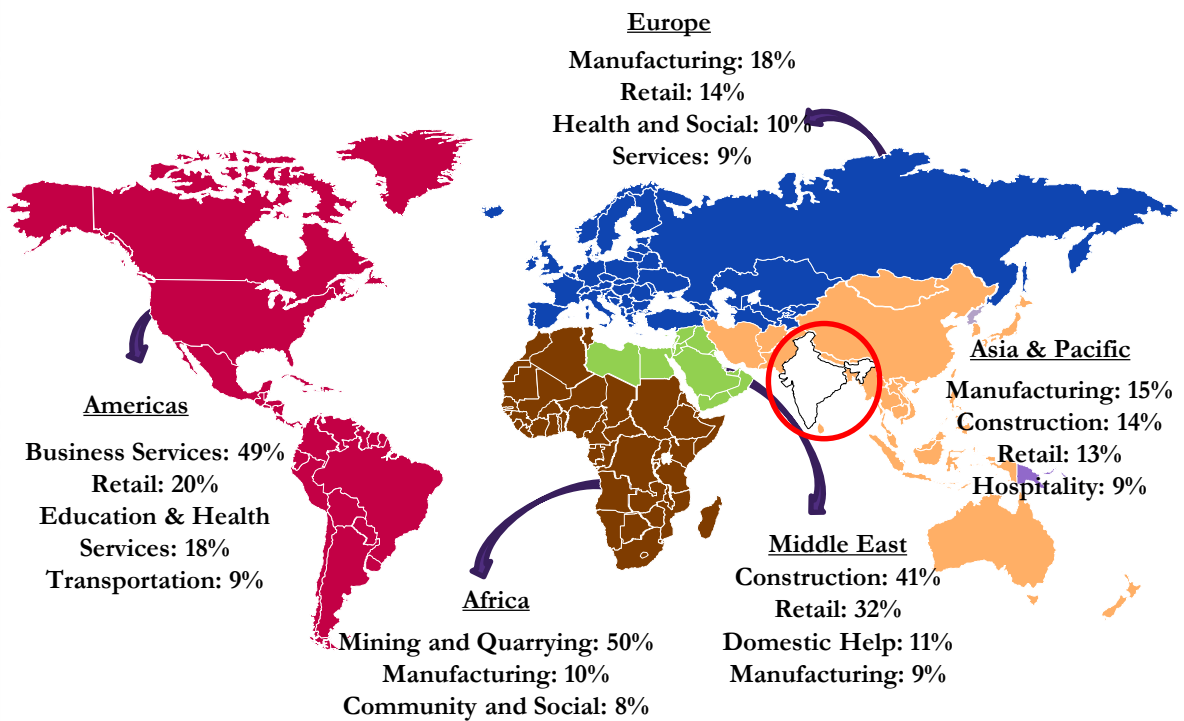 Europe
Manufacturing: 18%
Retail: 14%
Health and Social: 10%
Services: 9%
Americas
Business Services: 49%
Retail: 20%
Education & Health
Services: 18%
Transportation: 9%
Africa
Mining and Quarrying: 50%
Manufacturing: 10%
Community and Social: 8%
Middle East
Construction: 41%
Retail: 32%
Domestic Help: 11%
Manufacturing: 9%
Asia & Pacific
Manufacturing: 15%
Construction: 14%
Retail: 13%
Hospitality: 9%